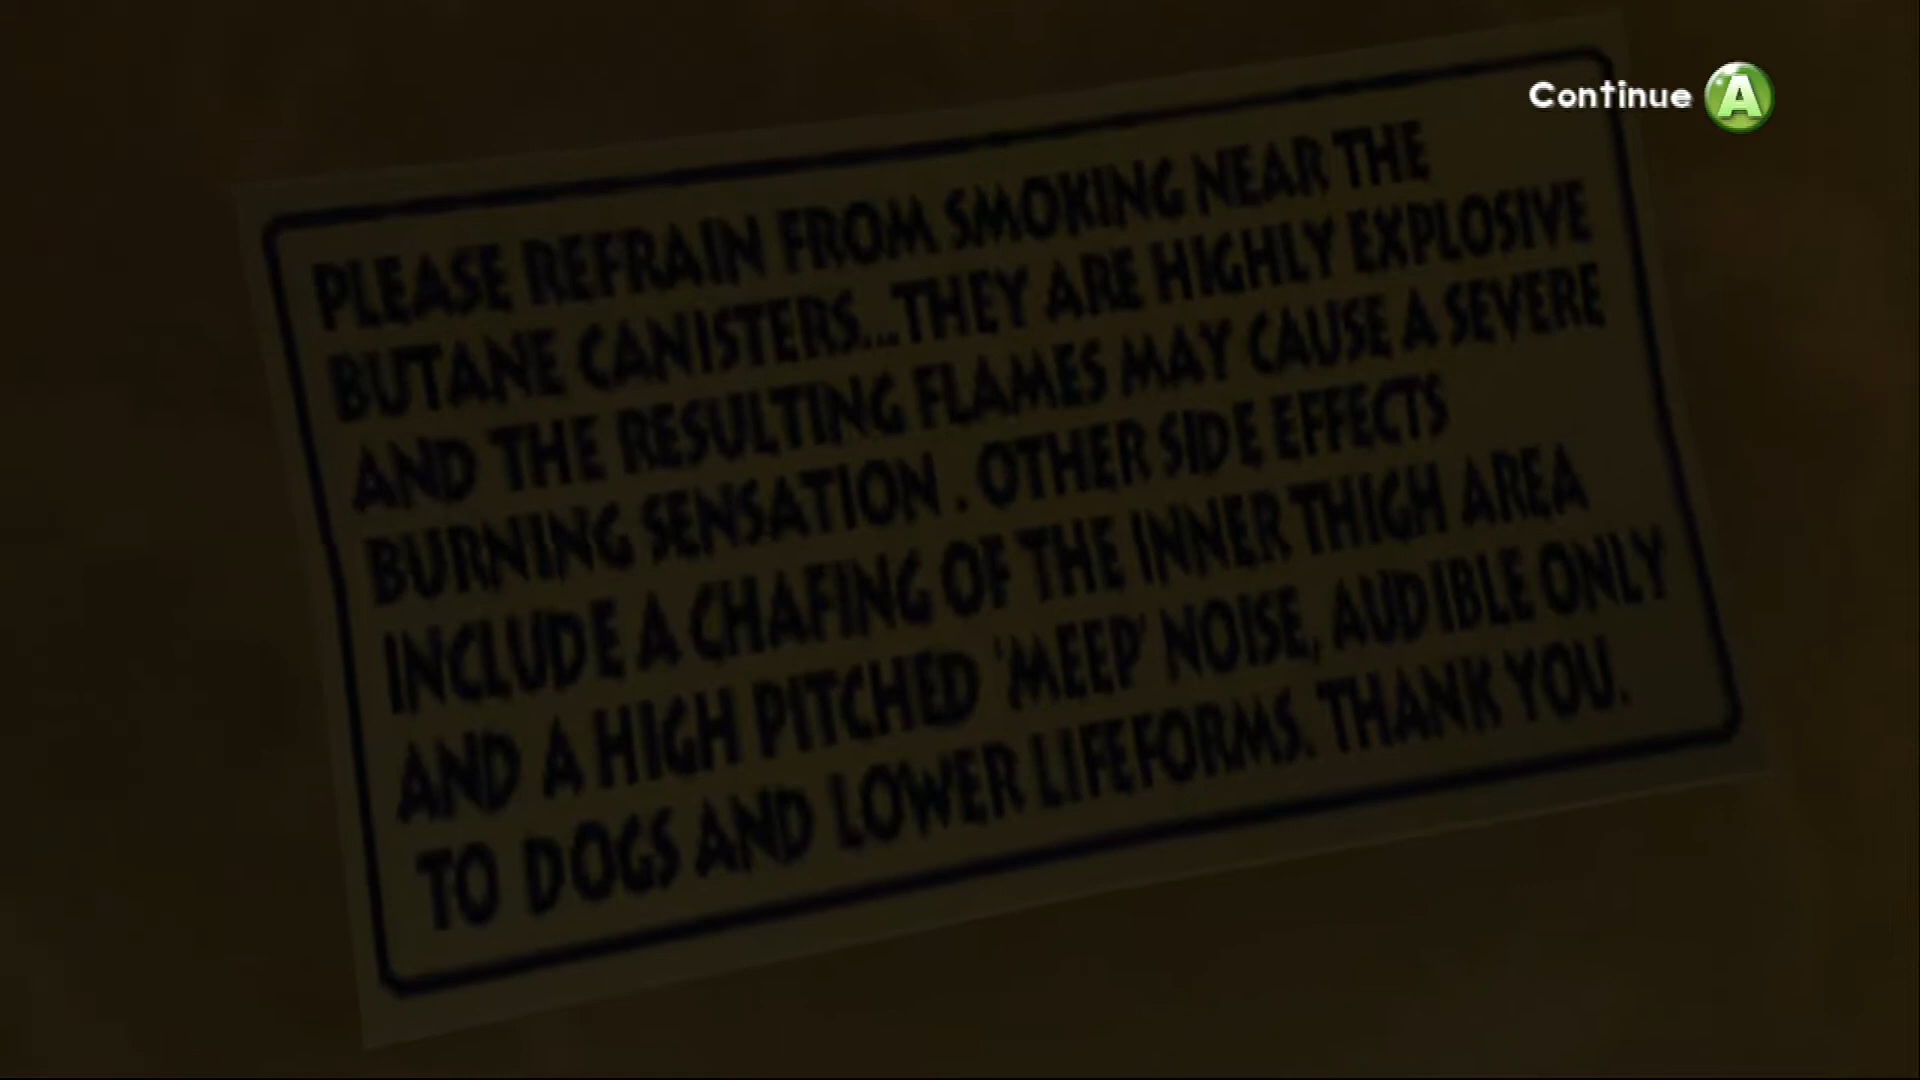 Continue A
PLEASE REFRAIN FROM SMOKING NEAR THE
BUTANE CANISTERS...THEY ARE HIGHLY EXPLOSIVE
AND THE RESULTING FLAMES MAY CAUSE A SEVERE
BURNING SENSATION . OTHER SIDE EFFECTS
INCLUDE A CHAFING OF THE INNER THIGH AREA
AND A HIGH PITCHED 'MEEP' NOISE, AUDIBLE ONLY
TO DOGS AND LOWER LIFEFORMS. THANK YOU.